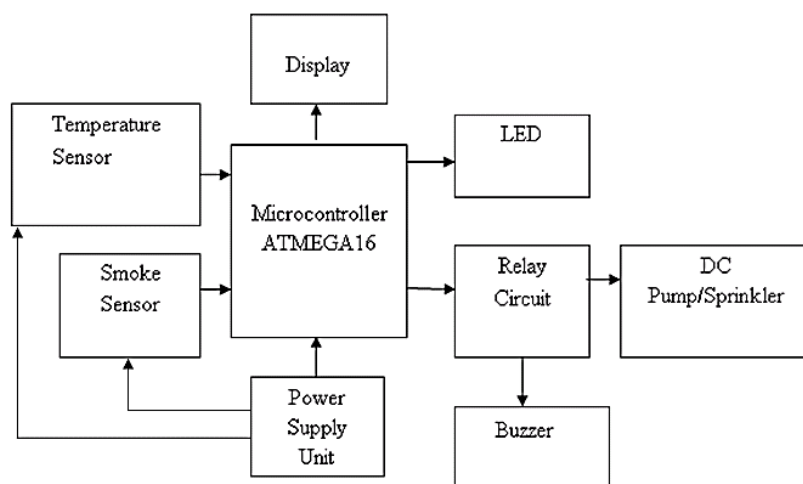 Display
Temperature
Sensor
LED
Microcontroller
ATMEGA16
Smoke
Sensor
Relay
Circuit
DC
Pump/Sprinkler
Power
Supply
Unit
Buzzer